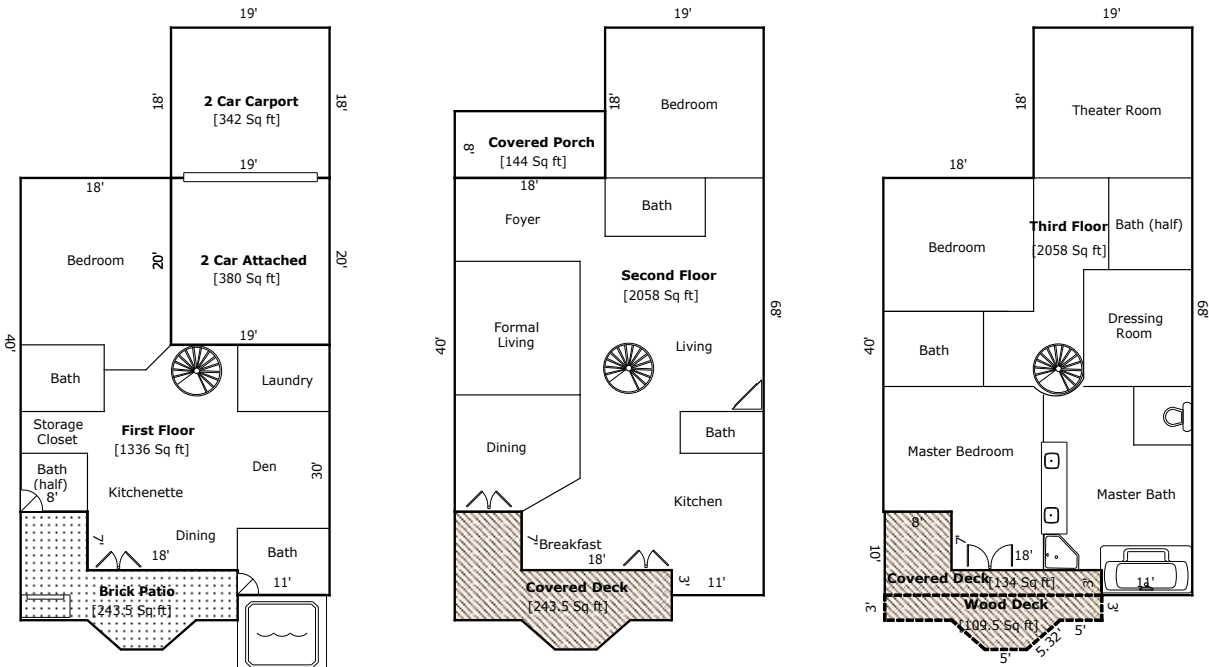 19'
18'
2 Car Carport
[342 Sq ft]
18'
19'
18'
Bedroom
20'
20'
2 Car Attached
[380 Sq ft]
20'
19'
40'
Bath
Laundry
Storage
Closet
First Floor
[1336 Sq ft]
Bath
(half)
8'
Kitchenette
Den
30'
7'
Dining
18'
Bath
11'
Brick Patio
[243.5 Sq ft]
19'
18'
Bedroom
8'
Covered Porch
[144 Sq ft]
18'
Foyer
Bath
Second Floor
[2058 Sq ft]
68'
40'
Formal
Living
Living
Bath
Dining
Kitchen
7'
Breakfast
18'
3'
11'
Covered Deck
[243.5 Sq ft]
19'
18'
Theater Room
18'
Bedroom
Third Floor
[2058 Sq ft]
Bath (half)
68'
40'
Bath
Dressing
Room
Master Bedroom
Master Bath
8'
7'
18'
10'
Covered Deck [134 Sq ft]
3'
11'
3'
Wood Deck
[109.5 Sq ft]
3'
5'
5.32'
5'